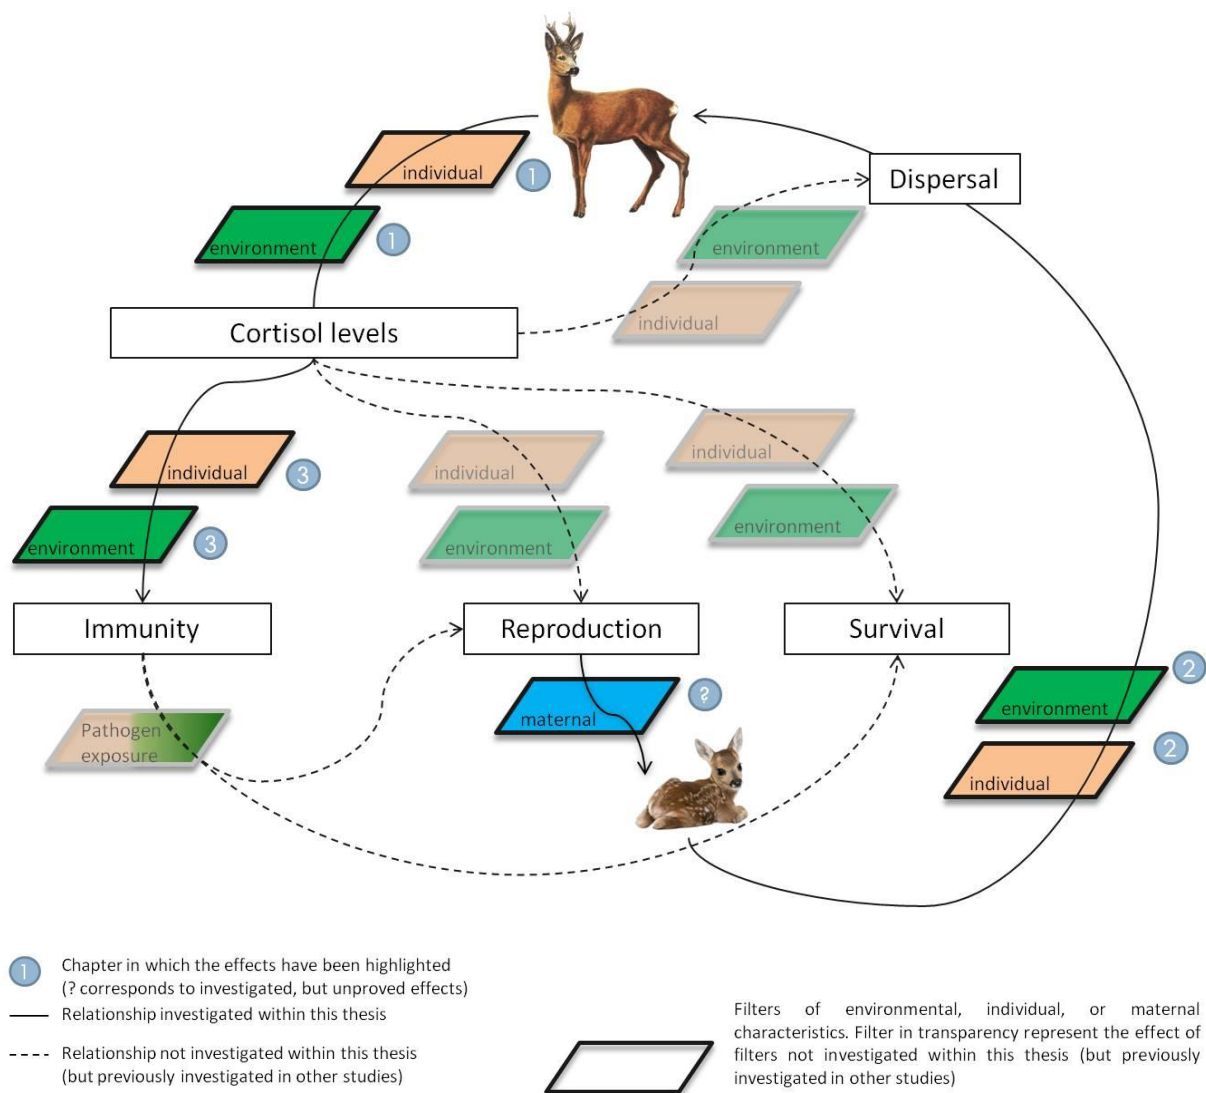 individual
1
Dispersal
environment
1
environment
individual
Cortisol levels
individual
individual
individual
3
environment
environment
environment
3
Immunity
Reproduction
Survival
2
environment
maternal
?
Pathogen
exposure
2
individual
1
Chapter in which the effects have been highlighted
(? corresponds to investigated, but unproved effects)
Relationship investigated within this thesis
Relationship not investigated within this thesis
(but previously investigated in other studies)
Filters of environmental, individual, or maternal
characteristics. Filter in transparency represent the effect of
filters not investigated within this thesis (but previously
investigated in other studies)